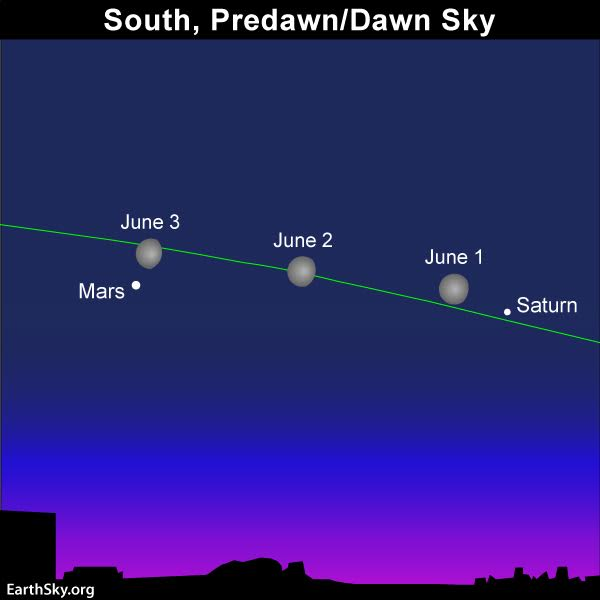 South, Predawn/Dawn Sky
June 3
June 2
June 1
Mars
Saturn
EarthSky.org